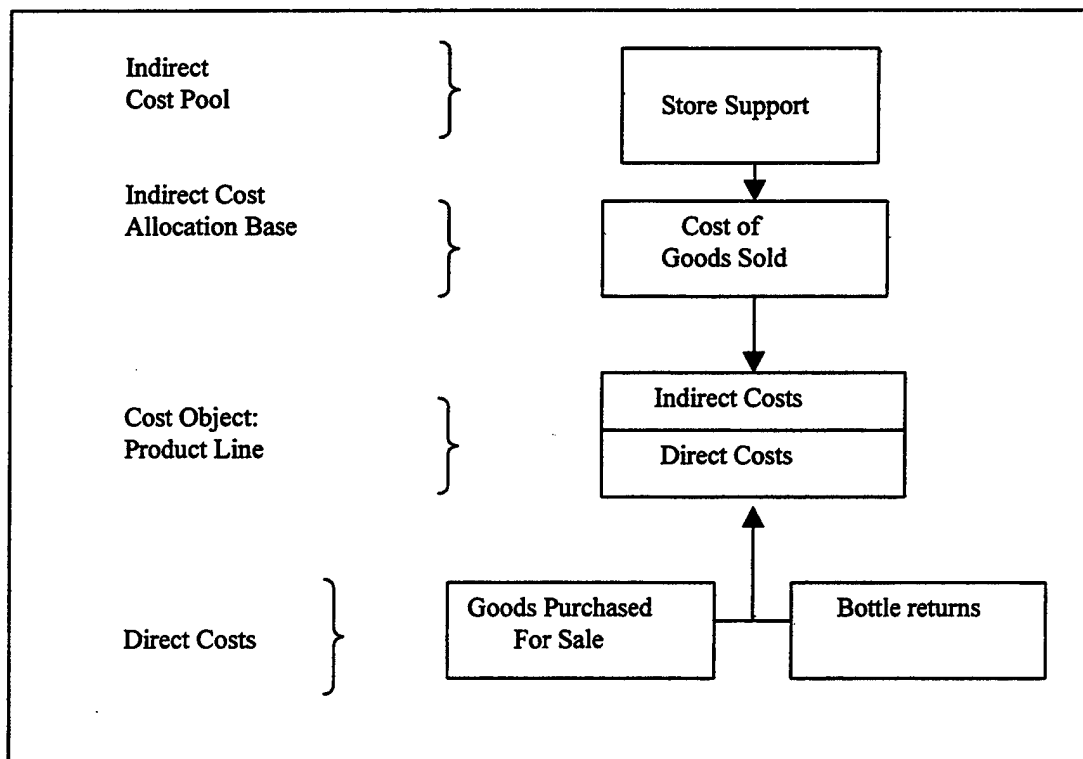 Indirect
Cost Pool
Store Support
Indirect Cost
Allocation Base
Cost of
Goods Sold
Cost Object:
Product Line
Indirect Costs
Direct Costs
Direct Costs
Goods Purchased
For Sale
Bottle returns